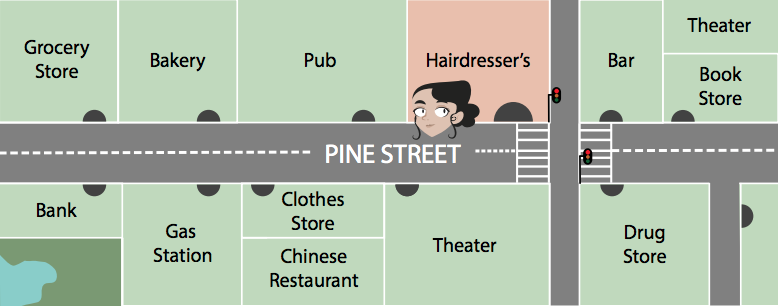 Grocery
Store
Bakery
Pub
Hairdresser's
Bar
Theater
Book
Store
PINE STREET
Bank
Gas
Station
Clothes
Store
Chinese
Restaurant
Theater
Drug
Store